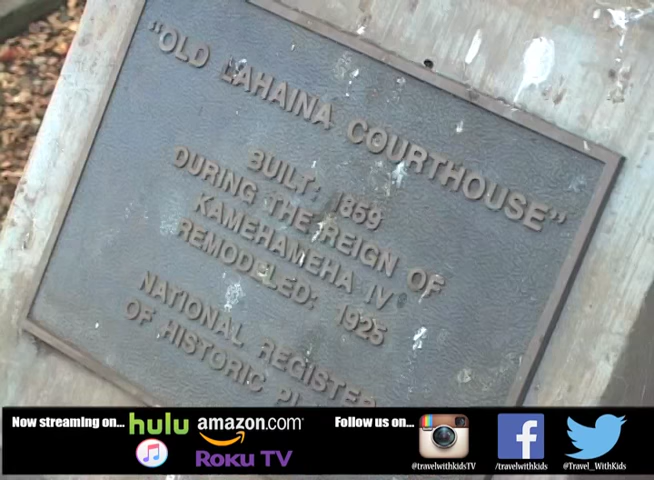 "OLD LAHAINA COURTHOUSE"
BUILT: 1859
DURING THE REIGN OF
KAMEHAMEHA IV
REMODELED: 1925
NATIONAL REGISTER
OF HISTORIC
Now streaming on... hulu amazon.com
ROKU TV
Follow us on...
@travelwithkidsTV
/travelwithkids
@Travel_WithKids